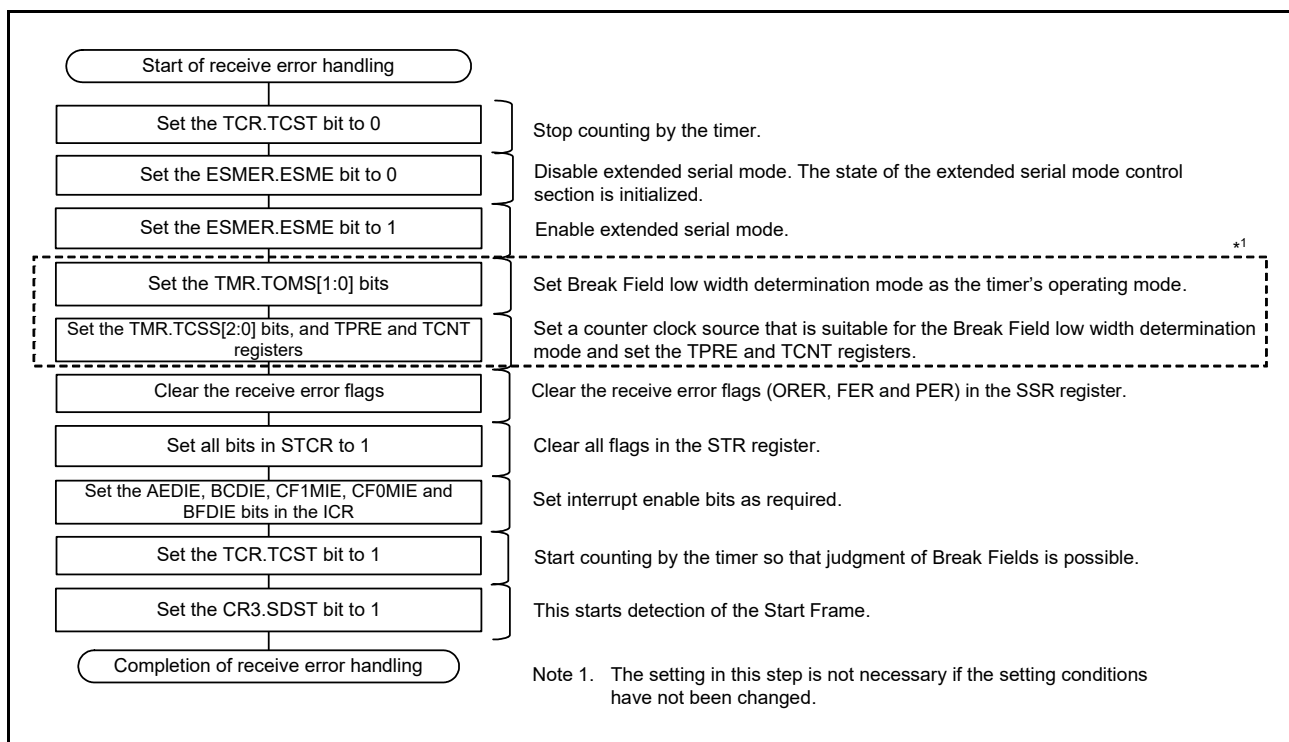 Start of receive error handling
Set the TCR.TCST bit to 0
Stop counting by the timer.
Set the ESMER.ESME bit to 0
Disable extended serial mode. The state of the extended serial mode control
section is initialized.
Set the ESMER.ESME bit to 1
Enable extended serial mode.
*1
Set the TMR.TOMS[1:0] bits
Set Break Field low width determination mode as the timer’s operating mode.
Set the TMR.TCSS[2:0] bits, and TPRE and TCNT
registers
Set a counter clock source that is suitable for the Break Field low width determination
mode and set the TPRE and TCNT registers.
Clear the receive error flags
Clear the receive error flags (ORER, FER and PER) in the SSR register.
Set all bits in STCR to 1
Clear all flags in the STR register.
Set the AEDIE, BCDIE, CF1MIE, CF0MIE and
BFDIE bits in the ICR
Set interrupt enable bits as required.
Set the TCR.TCST bit to 1
Start counting by the timer so that judgment of Break Fields is possible.
Set the CR3.SDST bit to 1
This starts detection of the Start Frame.
Completion of receive error handling
Note 1. The setting in this step is not necessary if the setting conditions
have not been changed.